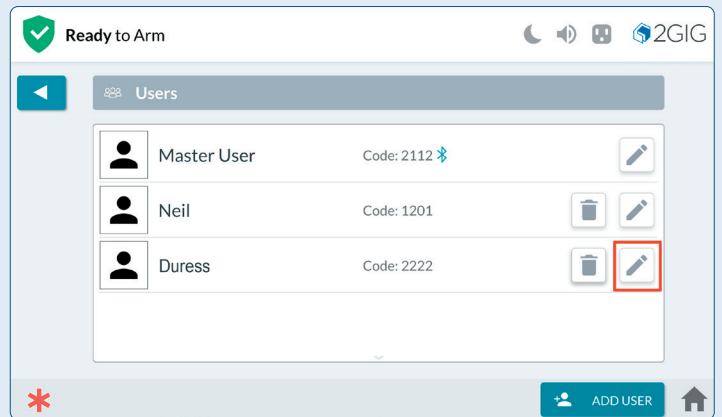 Ready to Arm
2GIG
Users
Master User Code: 2112
Neil Code: 1201
Duress Code: 2222
ADD USER